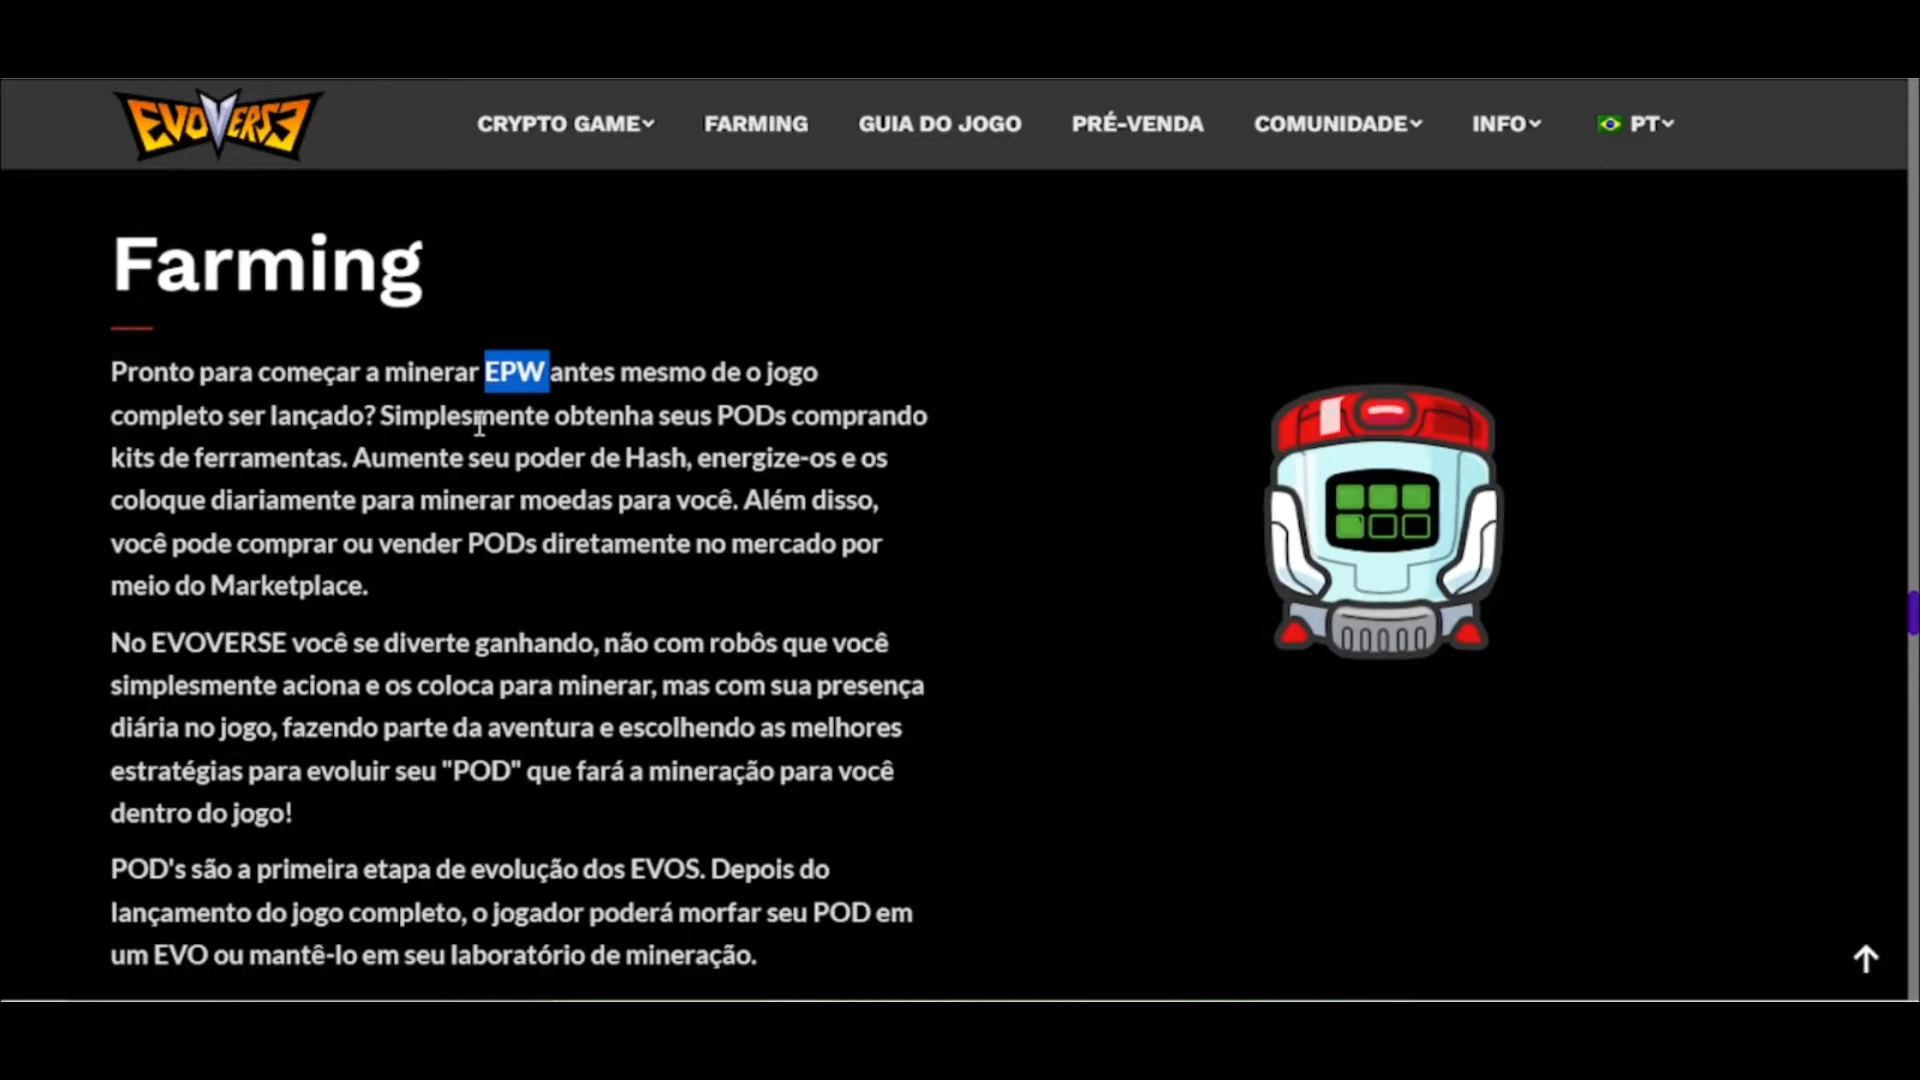 EVOVERSE
CRYPTO GAME
FARMING
GUIA DO JOGO
PRÉ-VENDA
COMUNIDADE
INFO
PT
Farming
Pronto para começar a minerar EPW antes mesmo de o jogo
completo ser lançado? Simplesmente obtenha seus PODs comprando
kits de ferramentas. Aumente seu poder de Hash, energize-os e os
coloque diariamente para minerar moedas para você. Além disso,
você pode comprar ou vender PODs diretamente no mercado por
meio do Marketplace.
No EVOVERSE você se diverte ganhando, não com robôs que você
simplesmente aciona e os coloca para minerar, mas com sua presença
diária no jogo, fazendo parte da aventura e escolhendo as melhores
estratégias para evoluir seu "POD" que fará a mineração para você
dentro do jogo!
POD's são a primeira etapa de evolução dos EVOS. Depois do
lançamento do jogo completo, o jogador poderá morfar seu POD em
um EVO ou mantê-lo em seu laboratório de mineração.